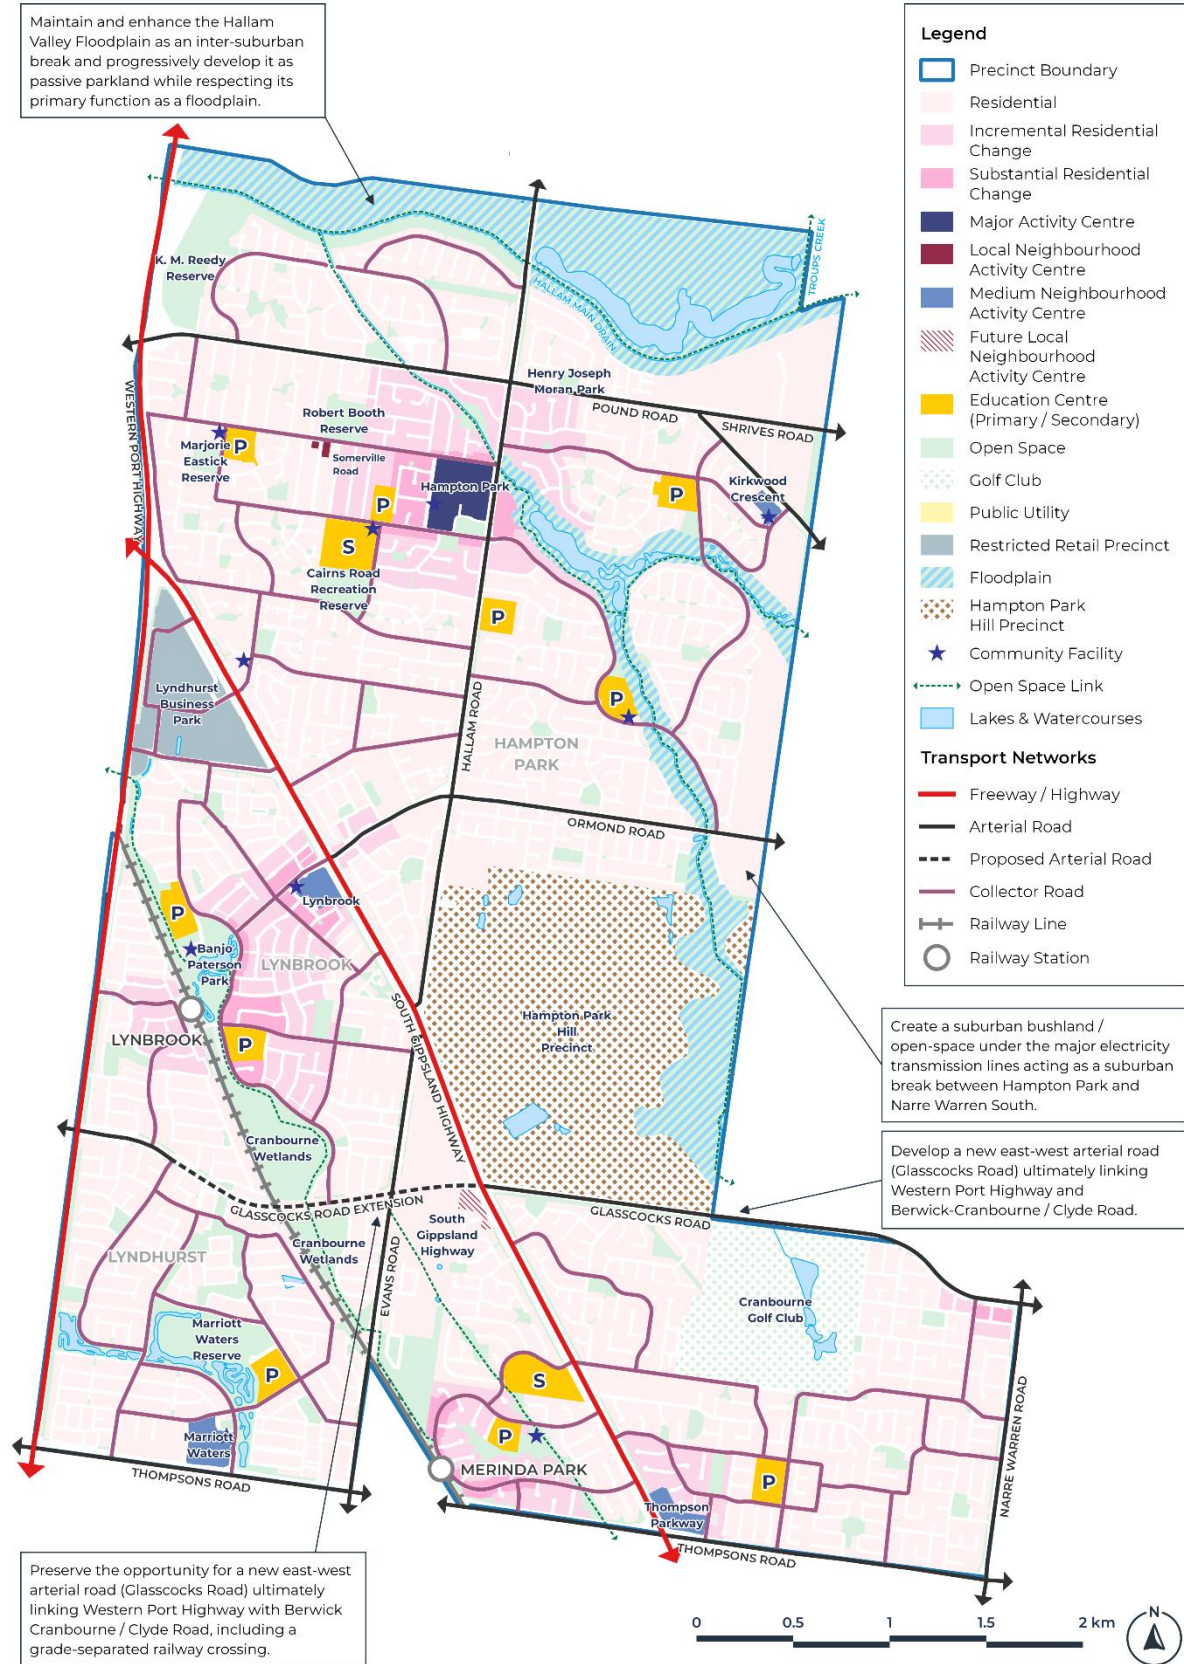 Maintain and enhance the Hallam
Valley Floodplain as an inter-suburban
break and progressively develop it as
passive parkland while respecting its
primary function as a floodplain.
Legend
Precinct Boundary
Residential
Incremental Residential
Change
Substantial Residential
Change
Major Activity Centre
Local Neighbourhood
Activity Centre
Medium Neighbourhood
Activity Centre
Future Local
Neighbourhood
Activity Centre
Education Centre
(Primary / Secondary)
Open Space
Golf Club
Public Utility
Restricted Retail Precinct
Floodplain
Hampton Park
Hill Precinct
Community Facility
Open Space Link
Lakes & Watercourses
Transport Networks
Freeway / Highway
Arterial Road
Proposed Arterial Road
Collector Road
Railway Line
Railway Station
TROUPS CREEK
K. M. Reedy
Reserve
HALLAM MAIN DRAIN
WESTERN PORT HIGHWAY
Henry Joseph
Moran Park
POUND ROAD
SHRIVES ROAD
Robert Booth
Reserve
Marjorie
Eastick
Reserve
P
Somerville
Road
Hampton Park
P
P
Kirkwood
Crescent
S
Cairns Road
Recreation
Reserve
P
P
Lyndhurst
Business
Park
HALLAM ROAD
HAMPTON
PARK
ORMOND ROAD
Lynbrook
P
Banjo
Paterson
Park
LYNBROOK
LYNBROOK
P
SOUTH GIPPSLAND HIGHWAY
Hampton Park
Hill
Precinct
Create a suburban bushland /
open-space under the major electricity
transmission lines acting as a suburban
break between Hampton Park and
Narre Warren South.
Cranbourne
Wetlands
Develop a new east-west arterial road
(Glasscocks Road) ultimately linking
Western Port Highway and
Berwick-Cranbourne / Clyde Road.
GLASSCOCKS ROAD EXTENSION
GLASSCOCKS ROAD
South
Gippsland
Highway
Cranbourne
Wetlands
LYNDHURST
EVANS ROAD
Cranbourne
Golf Club
Marriott
Waters
Reserve
P
S
NARRE WARREN ROAD
Marriott
Waters
P
MERINDA PARK
P
THOMPSONS ROAD
Thompson
Parkway
THOMPSONS ROAD
Preserve the opportunity for a new east-west
arterial road (Glasscocks Road) ultimately
linking Western Port Highway with Berwick
Cranbourne / Clyde Road, including a
grade-separated railway crossing.
0 0.5 1 1.5 2 km
N